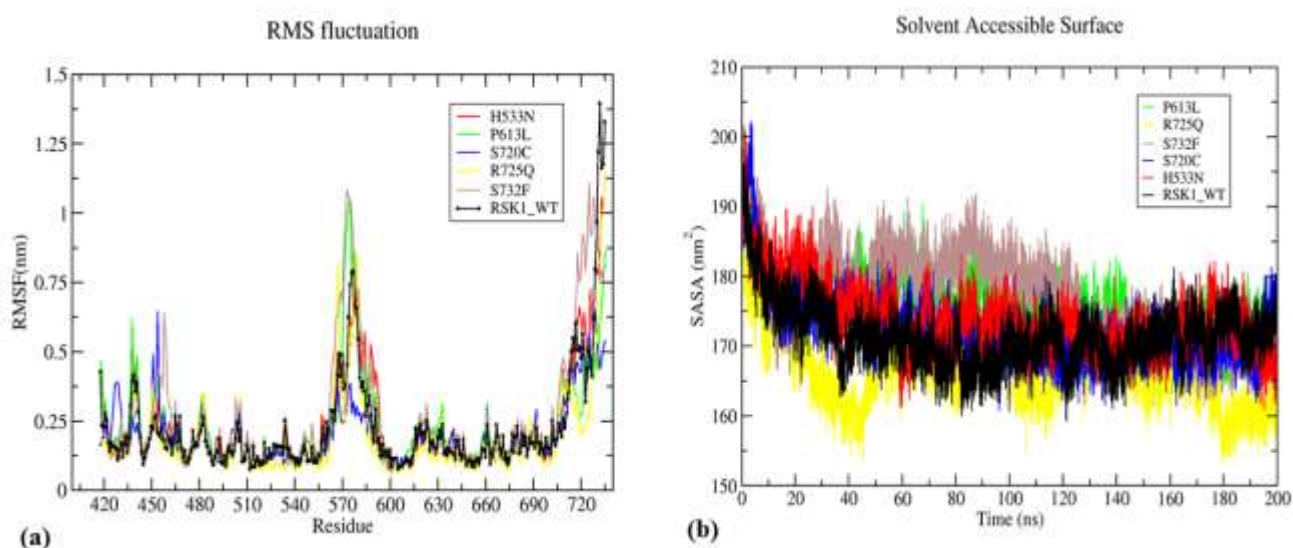 RMS fluctuation
1.5
1.25
1
0.75
0.5
0.25
0
RMSF(nm)
H533N
P613L
S720C
R725Q
S732F
RSK1_WT
420 450 480 510 540 570 600 630 660 690 720
Residue
(a)
Solvent Accessible Surface
210
200
190
180
170
160
150
SASA (nm²)
P613L
R725Q
S732F
S720C
H533N
RSK1_WT
0 20 40 60 80 100 120 140 160 180 200
Time (ns)
(b)